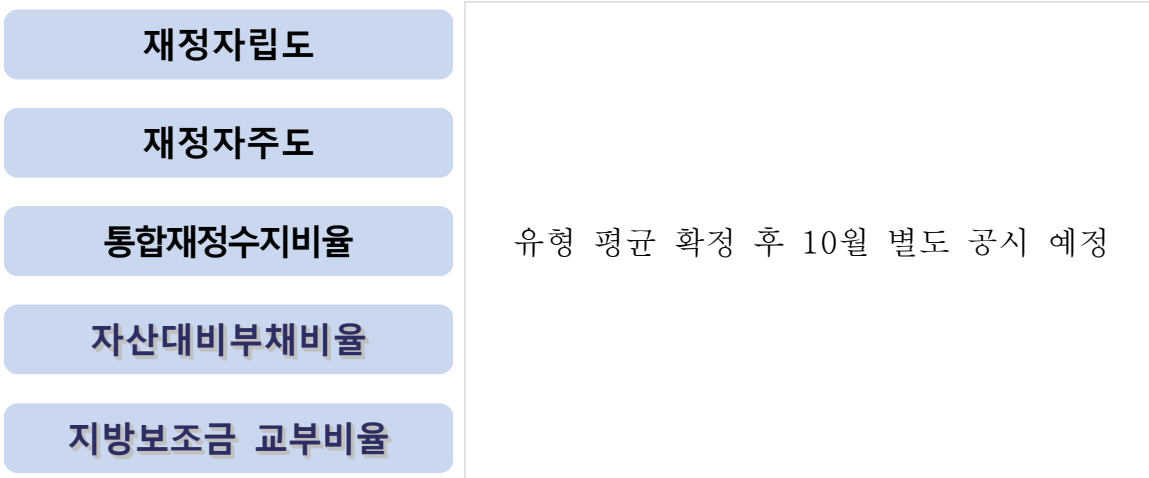 재정자립도
재정자주도
통합재정수지비율
유형 평균 확정 후 10월 별도 공시 예정
자산대비부채비율
지방보조금 교부비율